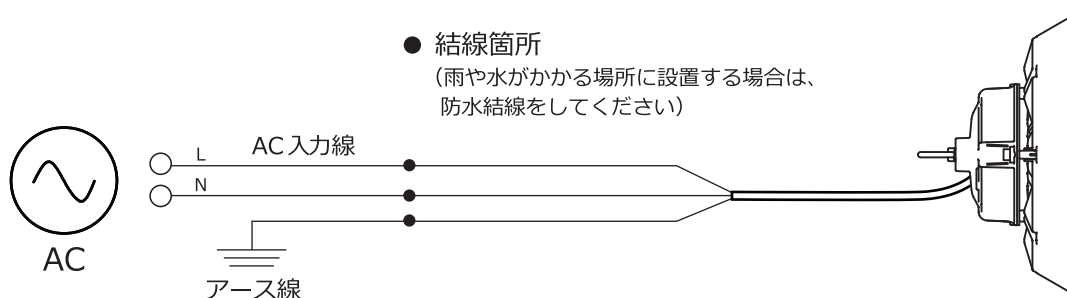 ● 結線箇所
（雨や水がかかる場所に設置する場合は、
防水結線をしてください）
L
AC入力線
N
AC
アース線